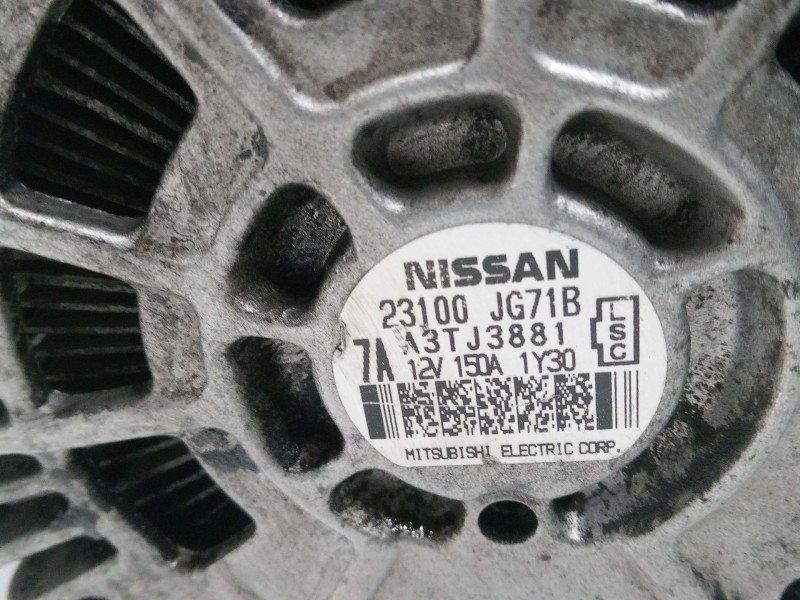 NISSAN
23100 JG71B
A3TJ3881
7A 12V 150A 1Y30
LSC
MITSUBISHI ELECTRIC CORP.